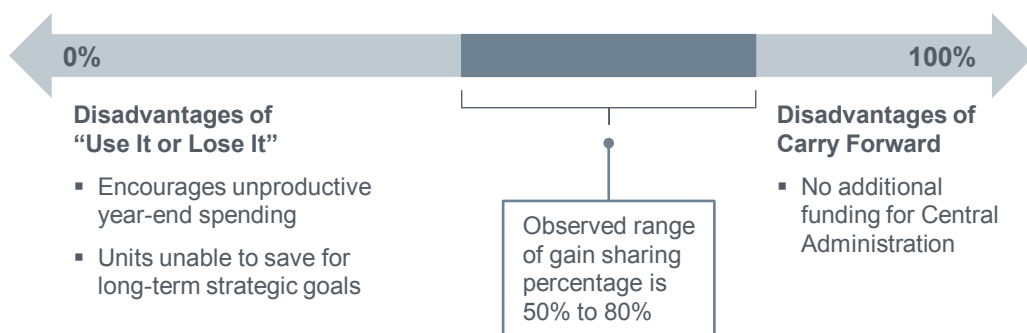 0%
100%
Disadvantages of
“Use It or Lose It”
▪ Encourages unproductive
year-end spending
▪ Units unable to save for
long-term strategic goals
Observed range
of gain sharing
percentage is
50% to 80%
Disadvantages of
Carry Forward
▪ No additional
funding for Central
Administration